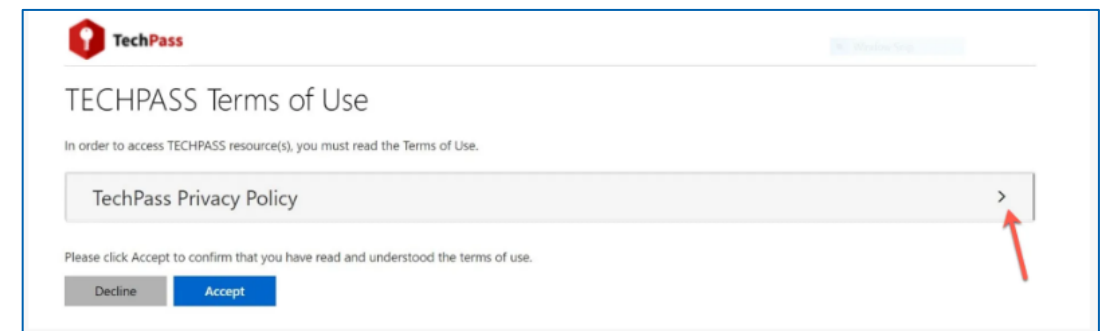 TechPass
TECHPASS Terms of Use
In order to access TECHPASS resource(s), you must read the Terms of Use.
TechPass Privacy Policy
Please click Accept to confirm that you have read and understood the terms of use.
Decline
Accept